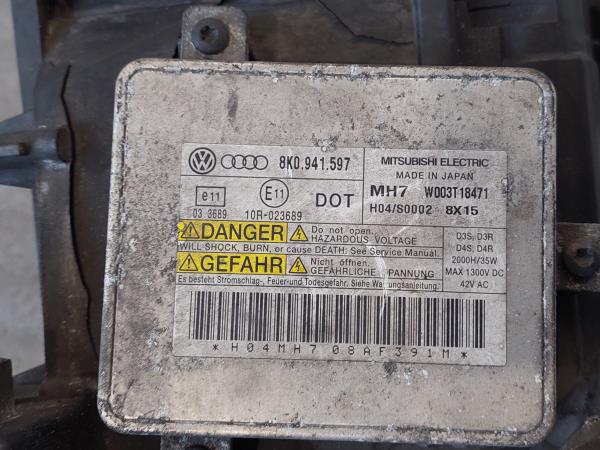 8K0.941.597
e11
E11
DOT
03 3689
10R-023689
MITSUBISHI ELECTRIC
MADE IN JAPAN
MH7 W003T18471
H04/S0002 8X15
DANGER
Do not open.
HAZARDOUS VOLTAGE
WILL SHOCK, BURN, or cause DEATH: See Service Manual.
GEFAHR
Nicht öffnen.
GEFÄHRLICHE SPANNUNG
Es besteht Stromschlag-, Feuer-und Todesgefahr. Siehe Wartungsanleitung.
D3S, D3R
D4S, D4R
2000H/35W
MAX 1300V DC
42V AC
*H04MH708AF391M*